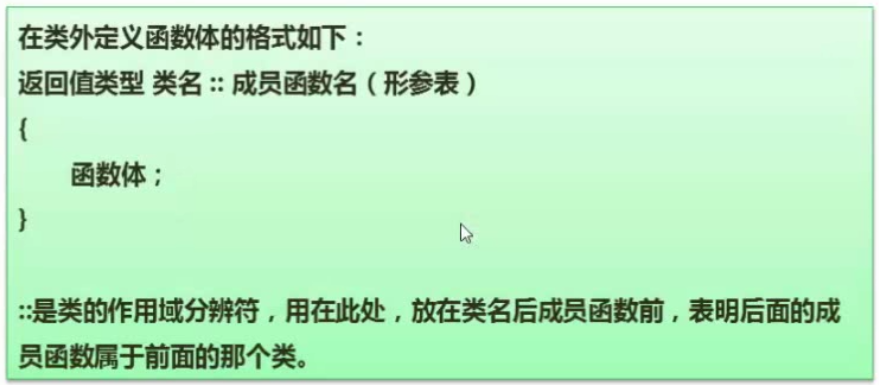 在类外定义函数体的格式如下：
返回值类型 类名 :: 成员函数名（形参表）
{
函数体；
}
::是类的作用域分辨符，用在此处，放在类名后成员函数前，表明后面的成
员函数属于前面的那个类。